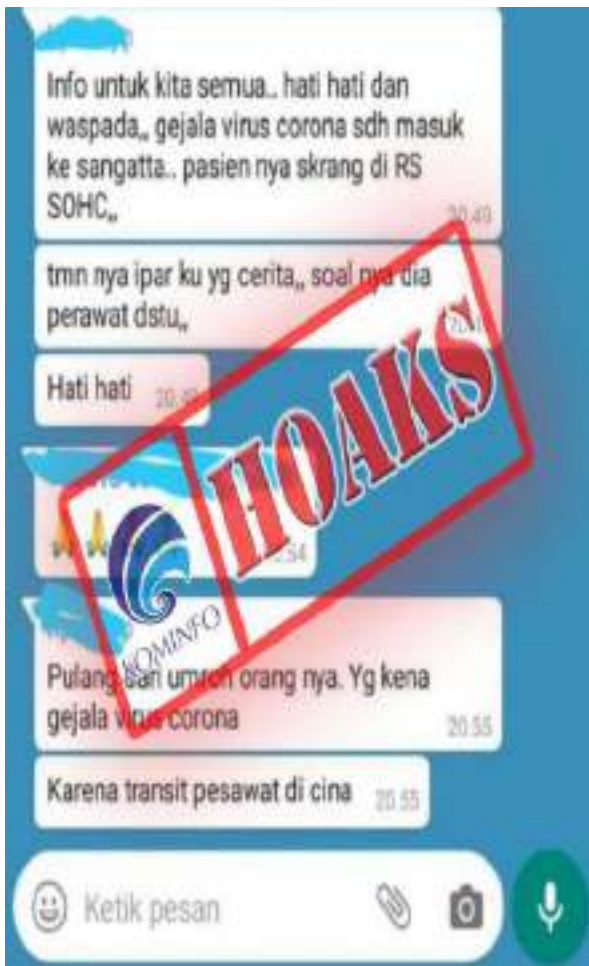 Info untuk kita semua.. hati hati dan
waspada,, gejala virus corona sdh masuk
ke sangatta.. pasien nya skrang di RS
SOHC,,
20.49
tmn nya ipar ku yg cerita,, soal nya dia
perawat dstu,,
Hati hati
HOAKS
KOMINFO
Pulang dari umroh orang nya. Yg kena
gejala virus corona
20.55
Karena transit pesawat di cina
20.55
Ketik pesan